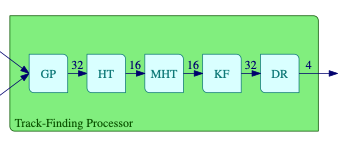 GP 32 HT 16 MHT 16 KF 32 DR 4
Track-Finding Processor